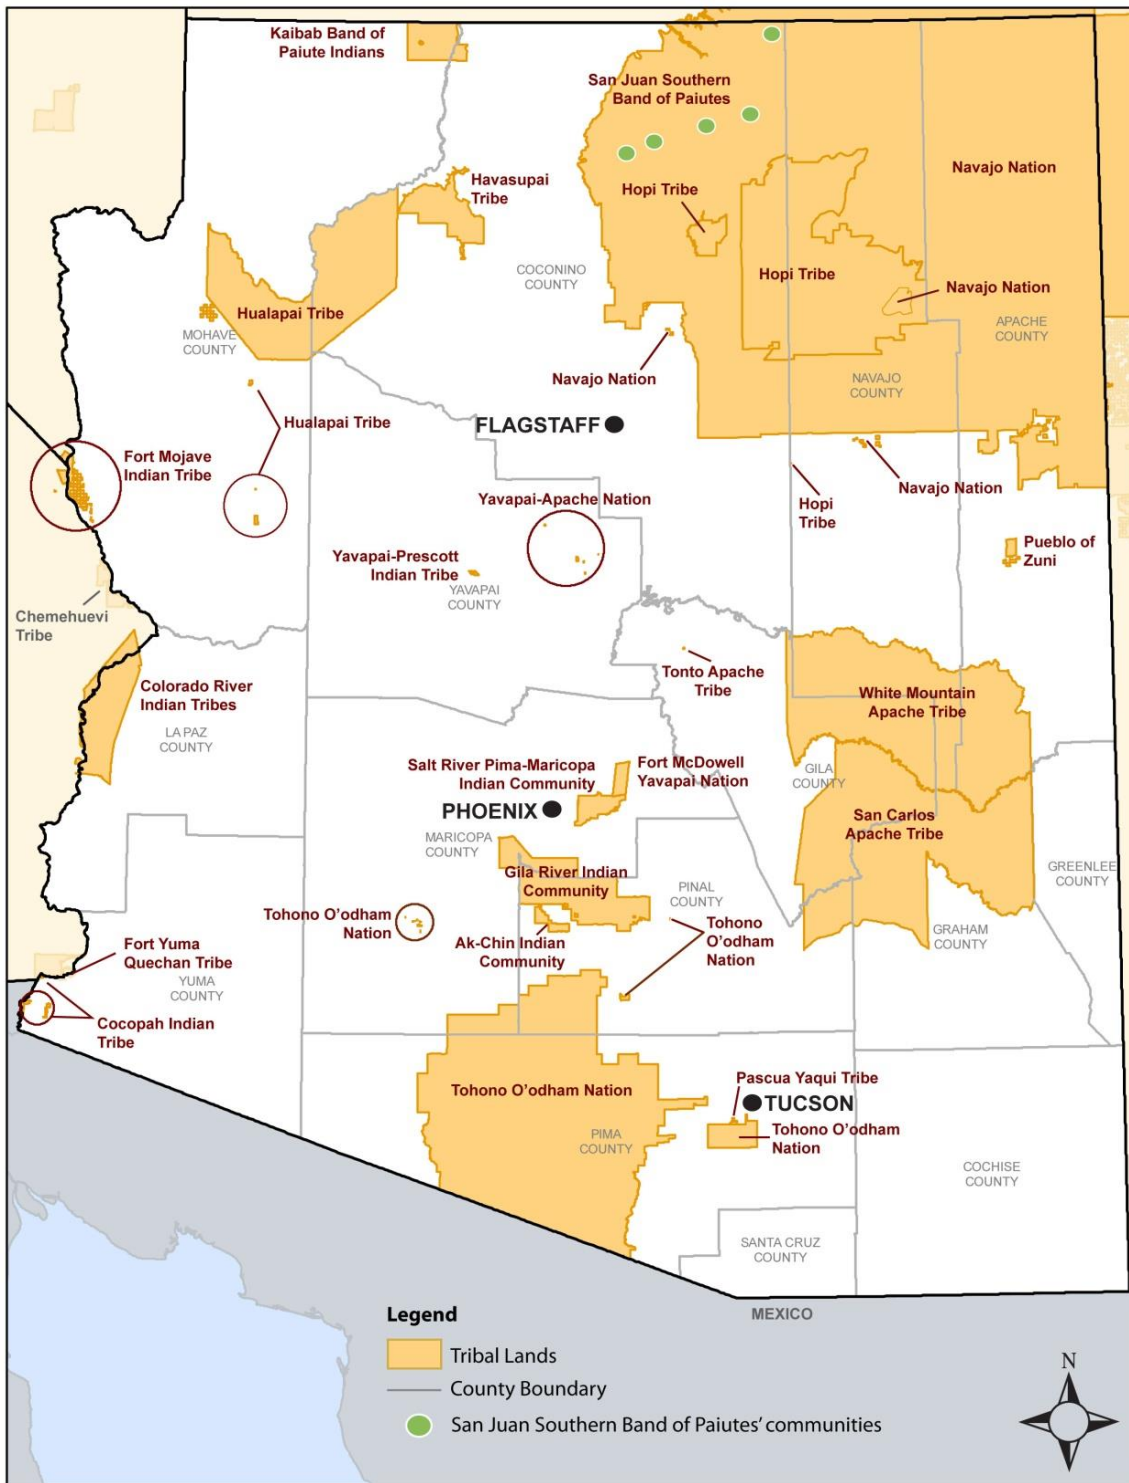 Kaibab Band of
Paiute Indians
San Juan Southern
Band of Paiutes
Havasupai
Tribe
Hopi Tribe
Navajo Nation
COCONINO
COUNTY
Hopi Tribe
Navajo Nation
Hualapai Tribe
MOHAVE
COUNTY
APACHE
COUNTY
Navajo Nation
NAVAJO
COUNTY
FLAGSTAFF
Hualapai Tribe
Fort Mojave
Indian Tribe
Yavapai-Apache Nation
Hopi
Tribe
Navajo Nation
Pueblo of
Zuni
Yavapai-Prescott
Indian Tribe
YAVAPAI
COUNTY
Chemehuevi
Tribe
Tonto Apache
Tribe
Colorado River
Indian Tribes
White Mountain
Apache Tribe
LA PAZ
COUNTY
Salt River Pima-Maricopa
Indian Community
Fort McDowell
Yavapai Nation
GILA
COUNTY
PHOENIX
San Carlos
Apache Tribe
MARICOPA
COUNTY
Gila River Indian
Community
GREENLEE
COUNTY
PINAL
COUNTY
Tohono O'odham
Nation
Ak-Chin Indian
Community
Tohono
O'odham
Nation
GRAHAM
COUNTY
Fort Yuma
Quechan Tribe
YUMA
COUNTY
Cocopah Indian
Tribe
Tohono O'odham Nation
Pascua Yaqui Tribe
TUCSON
Tohono O'odham
Nation
PIMA
COUNTY
COCHISE
COUNTY
SANTA CRUZ
COUNTY
MEXICO
Legend
Tribal Lands
County Boundary
San Juan Southern Band of Paiutes' communities
N